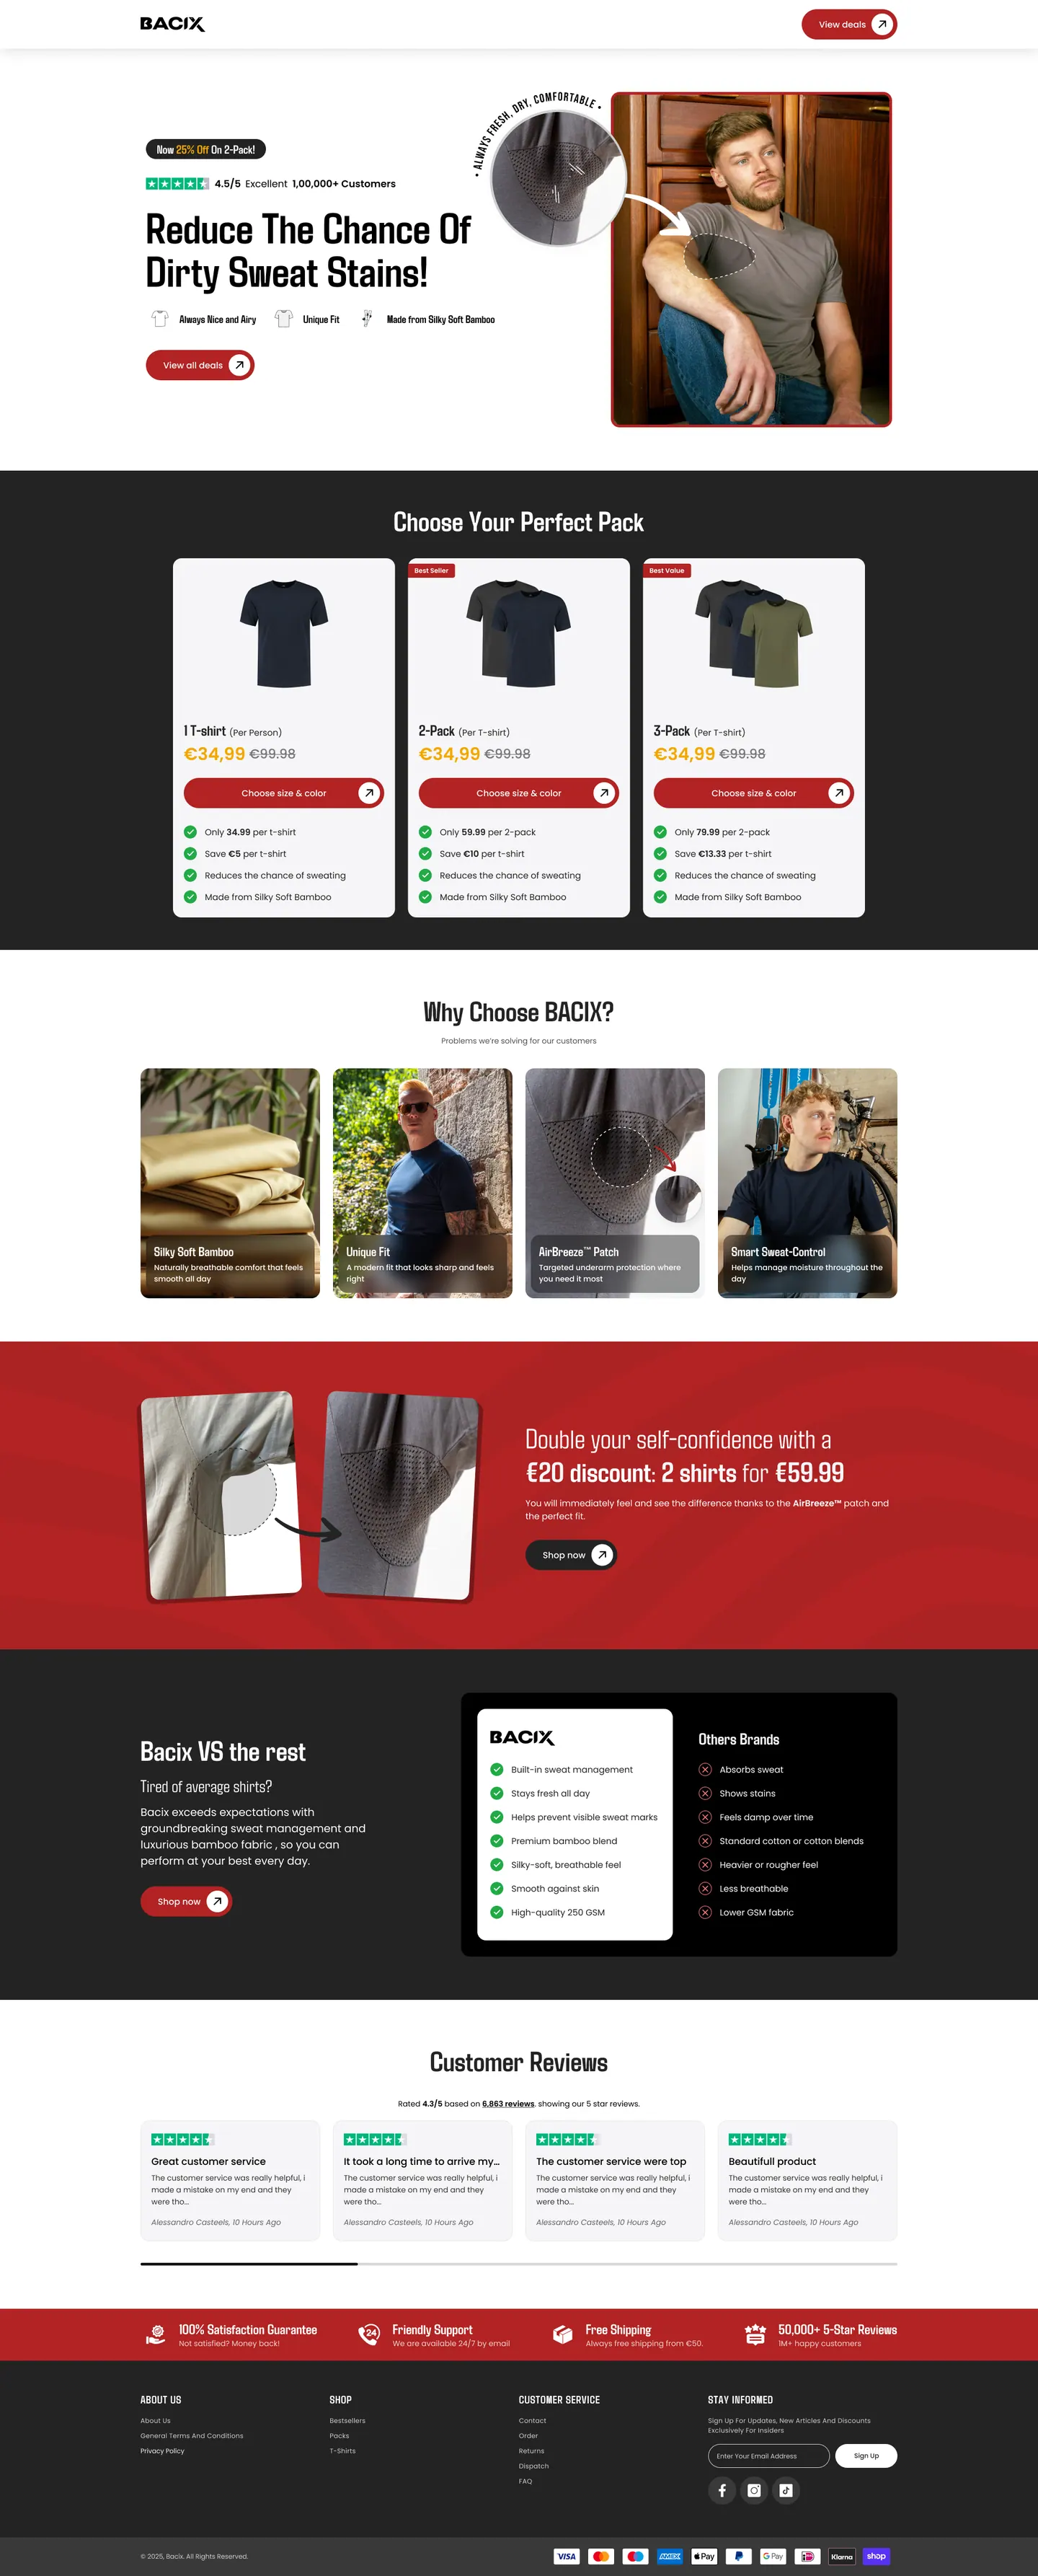 BACIX
View deals
Now 25% Off On 2-Pack!
4.5/5 Excellent 1,00,000+ Customers
• ALWAYS FRESH, DRY, COMFORTABLE •
Reduce The Chance Of
Dirty Sweat Stains!
Always Nice and Airy
Unique Fit
Made from Silky Soft Bamboo
View all deals
Choose Your Perfect Pack
1 T-shirt (Per Person)
€34,99 €99.98
Choose size & color
Only 34.99 per t-shirt
Save €5 per t-shirt
Reduces the chance of sweating
Made from Silky Soft Bamboo
Best Seller
2-Pack (Per T-shirt)
€34,99 €99.98
Choose size & color
Only 59.99 per 2-pack
Save €10 per t-shirt
Reduces the chance of sweating
Made from Silky Soft Bamboo
Best Value
3-Pack (Per T-shirt)
€34,99 €99.98
Choose size & color
Only 79.99 per 2-pack
Save €13.33 per t-shirt
Reduces the chance of sweating
Made from Silky Soft Bamboo
Why Choose BACIX?
Problems we're solving for our customers
Silky Soft Bamboo
Naturally breathable comfort that feels
smooth all day
Unique Fit
A modern fit that looks sharp and feels
right
AirBreeze™ Patch
Targeted underarm protection where
you need it most
Smart Sweat-Control
Helps manage moisture throughout the
day
Double your self-confidence with a
€20 discount: 2 shirts for €59.99
You will immediately feel and see the difference thanks to the AirBreeze™ patch and
the perfect fit.
Shop now
Bacix VS the rest
Tired of average shirts?
Bacix exceeds expectations with
groundbreaking sweat management and
luxurious bamboo fabric , so you can
perform at your best every day.
Shop now
BACIX
Built-in sweat management
Stays fresh all day
Helps prevent visible sweat marks
Premium bamboo blend
Silky-soft, breathable feel
Smooth against skin
High-quality 250 GSM
Others Brands
Absorbs sweat
Shows stains
Feels damp over time
Standard cotton or cotton blends
Heavier or rougher feel
Less breathable
Lower GSM fabric
Customer Reviews
Rated 4.3/5 based on 6,863 reviews. showing our 5 star reviews.
Great customer service
The customer service was really helpful, i
made a mistake on my end and they
were tho...
Alessandro Casteels, 10 Hours Ago
It took a long time to arrive my...
The customer service was really helpful, i
made a mistake on my end and they
were tho...
Alessandro Casteels, 10 Hours Ago
The customer service were top
The customer service was really helpful, i
made a mistake on my end and they
were tho...
Alessandro Casteels, 10 Hours Ago
Beautifull product
The customer service was really helpful, i
made a mistake on my end and they
were tho...
Alessandro Casteels, 10 Hours Ago
100% Satisfaction Guarantee
Not satisfied? Money back!
24
Friendly Support
We are available 24/7 by email
Free Shipping
Always free shipping from €50.
50,000+ 5-Star Reviews
1M+ happy customers
ABOUT US
About Us
General Terms And Conditions
Privacy Policy
SHOP
Bestsellers
Packs
T-Shirts
CUSTOMER SERVICE
Contact
Order
Returns
Dispatch
FAQ
STAY INFORMED
Sign Up For Updates, New Articles And Discounts
Exclusively For Insiders
Enter Your Email Address
Sign Up
© 2025, Bacix. All Rights Reserved.
VISA
AMEX
Pay
G Pay
Klarna
shop